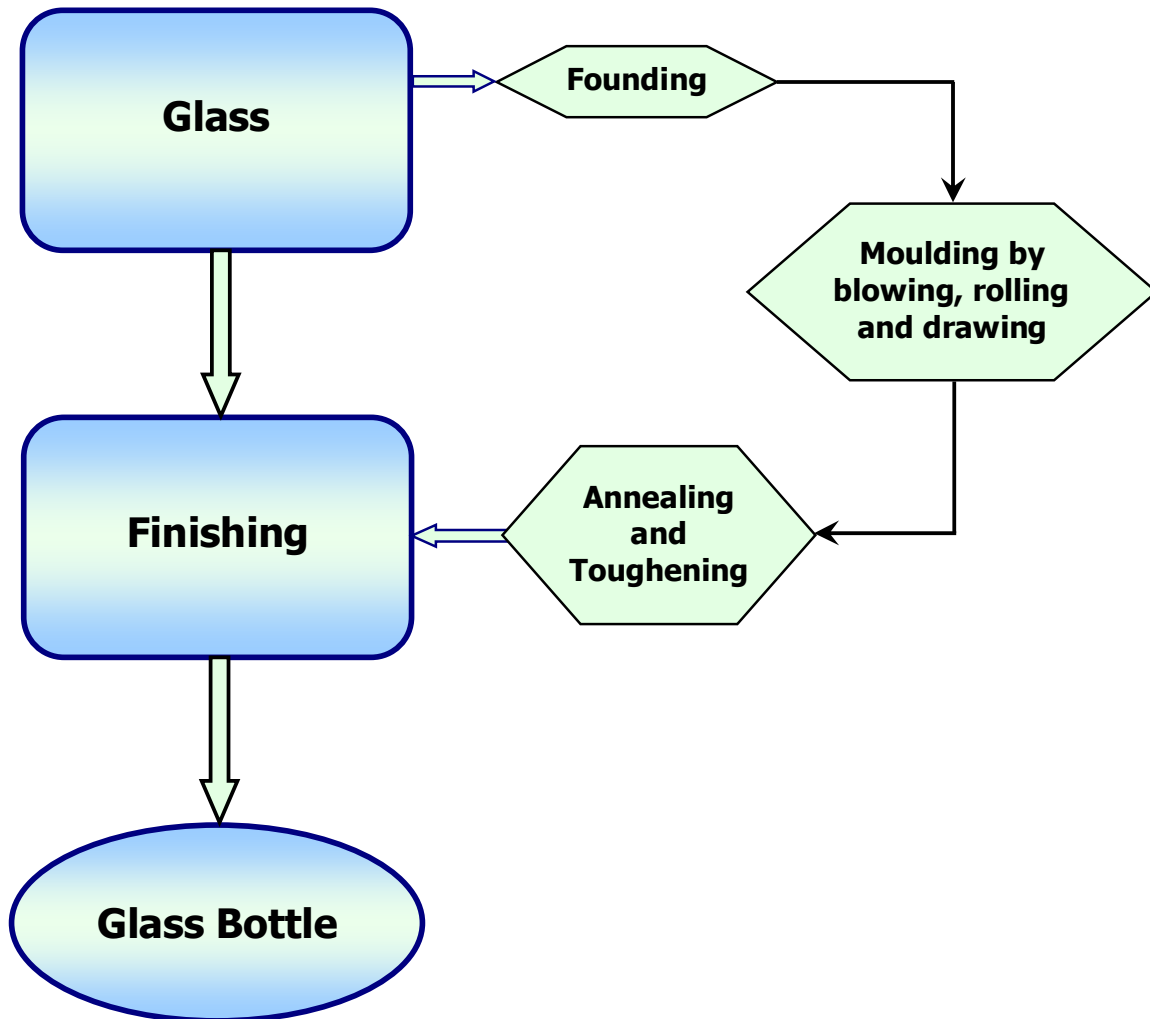 Glass
Founding
Moulding by
blowing, rolling
and drawing
Annealing
and
Toughening
Finishing
Glass Bottle